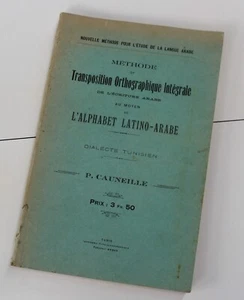 NOUVELLE MÉTHODE POUR L'ÉTUDE DE LA LANGUE ARABE
MÉTHODE
DE
Transposition Orthographique Intégrale
DE L'ÉCRITURE ARABE
AU MOYEN
DE
L'ALPHABET LATINO-ARABE
DIALECTE TUNISIEN
P. CAUNEILLE
PRIX : 3 FR. 50
PARIS